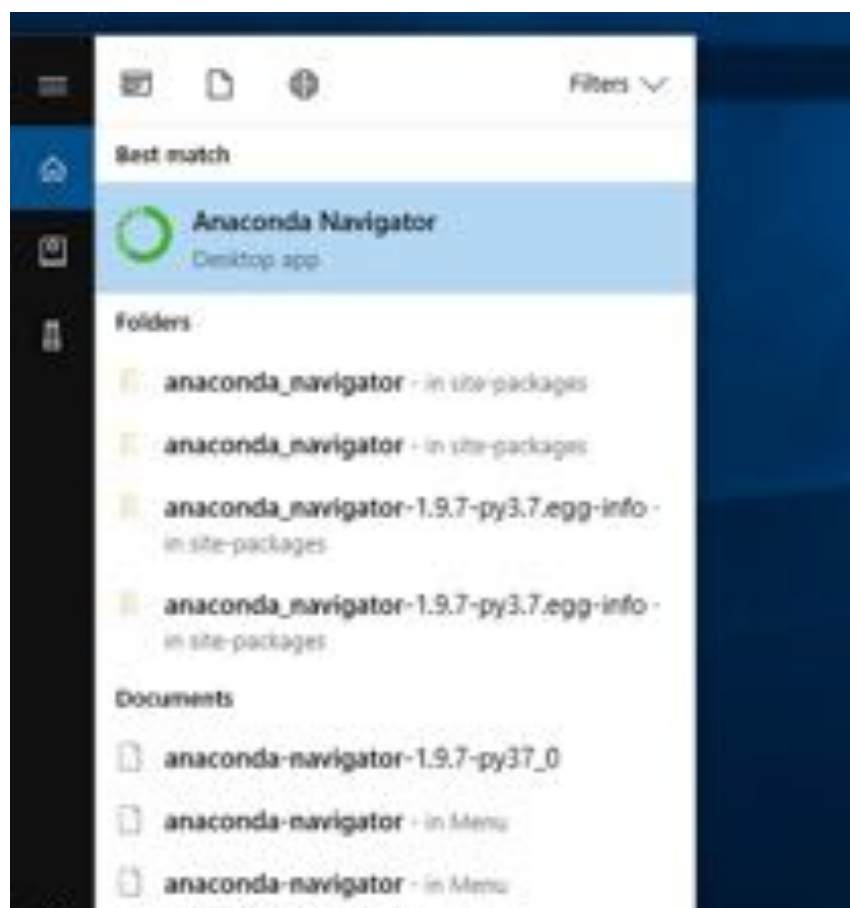 Filters
Best match
Anaconda Navigator
Desktop app
Folders
anaconda_navigator - in site-packages
anaconda_navigator - in site-packages
anaconda_navigator-1.9.7-py3.7.egg-info -
in site-packages
anaconda_navigator-1.9.7-py3.7.egg-info -
in site-packages
Documents
anaconda-navigator-1.9.7-py37_0
anaconda-navigator - in Menu
anaconda-navigator - in Menu